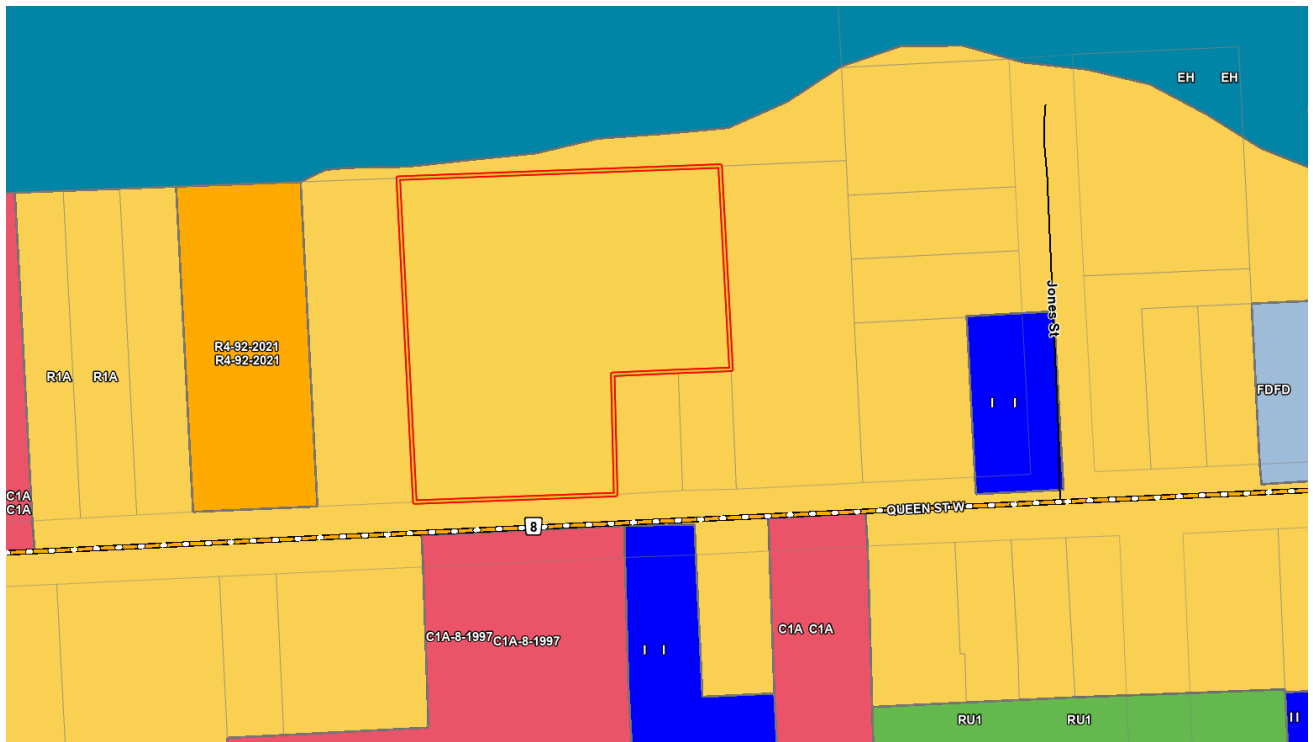 EH EH
Jones St
R4-92-2021
R4-92-2021
R1A R1A
I I
FDFD
C1A
C1A
QUEEN ST W
8
C1A-8-1997 C1A-8-1997
C1A C1A
I I
RU1 RU1
I I